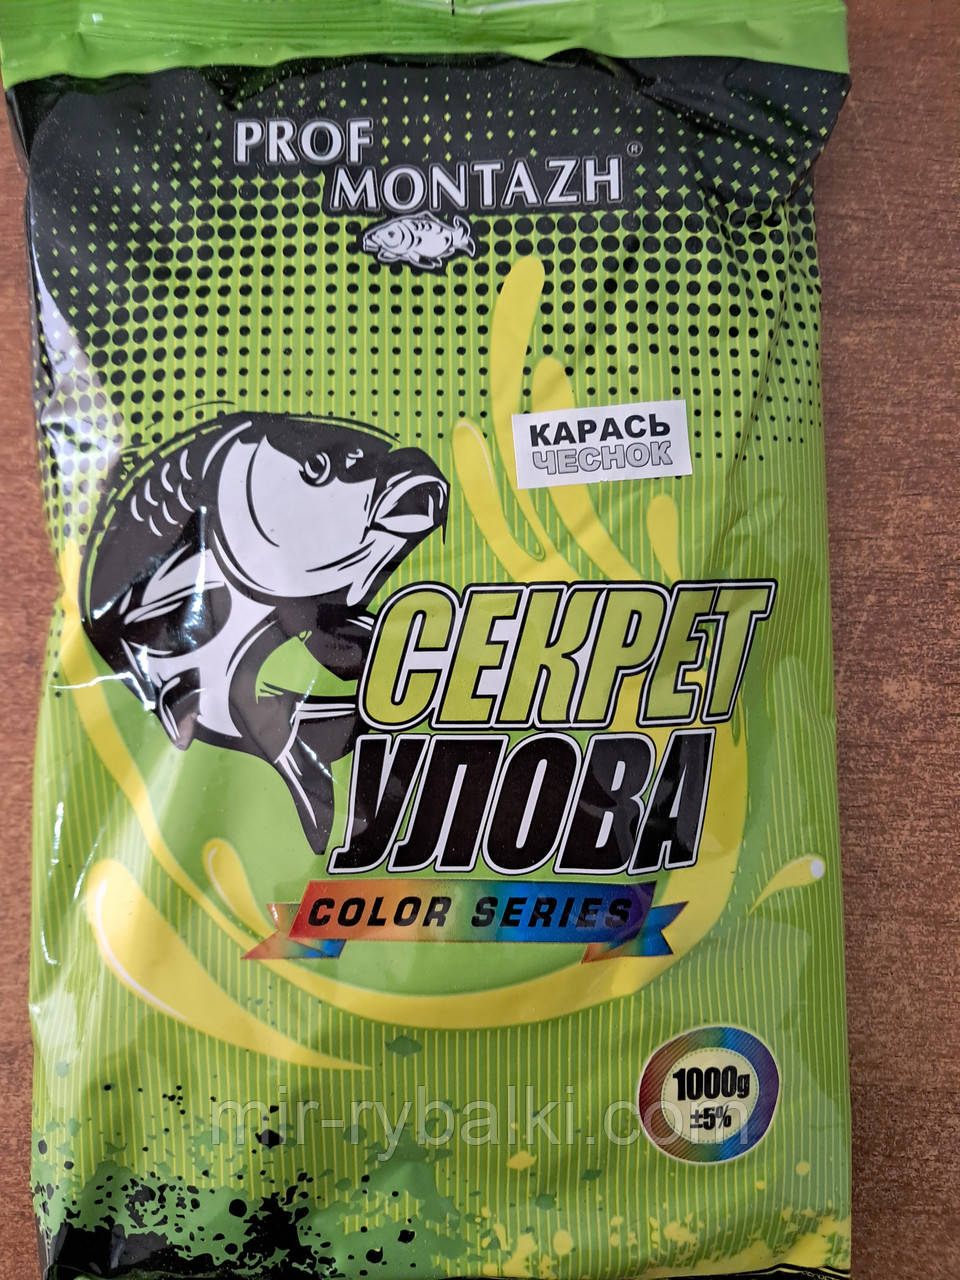 PROF
MONTAZH®
КАРАСЬ
ЧЕСНОК
СЕКРЕТ
УЛОВА
COLOR SERIES
1000g
±5%
mir-rybalki.com